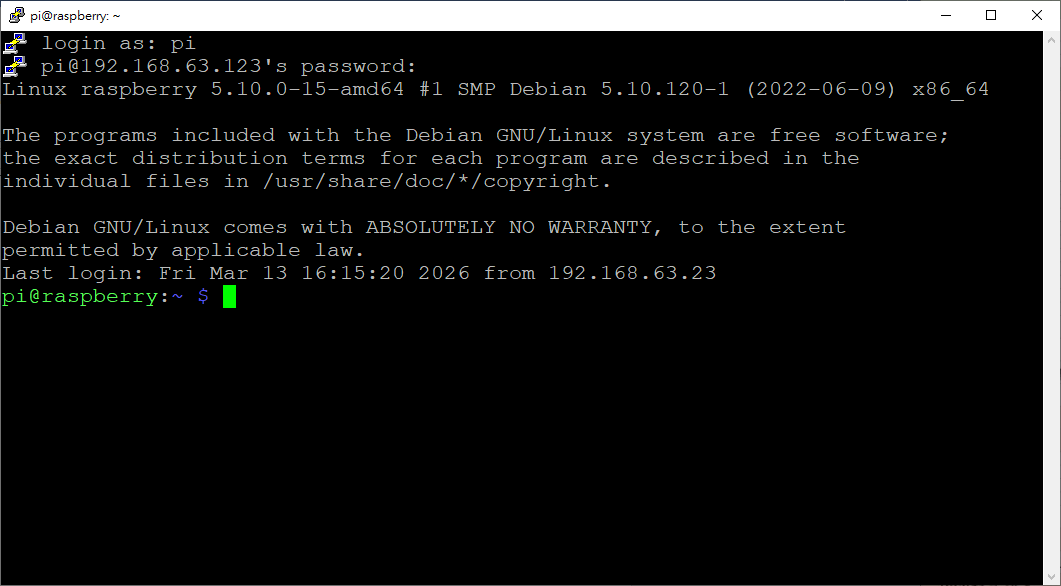 pi@raspberry: ~
login as: pi
pi@192.168.63.123's password:
Linux raspberry 5.10.0-15-amd64 #1 SMP Debian 5.10.120-1 (2022-06-09) x86_64
The programs included with the Debian GNU/Linux system are free software;
the exact distribution terms for each program are described in the
individual files in /usr/share/doc/*/copyright.
Debian GNU/Linux comes with ABSOLUTELY NO WARRANTY, to the extent
permitted by applicable law.
Last login: Fri Mar 13 16:15:20 2026 from 192.168.63.23
pi@raspberry:~ $